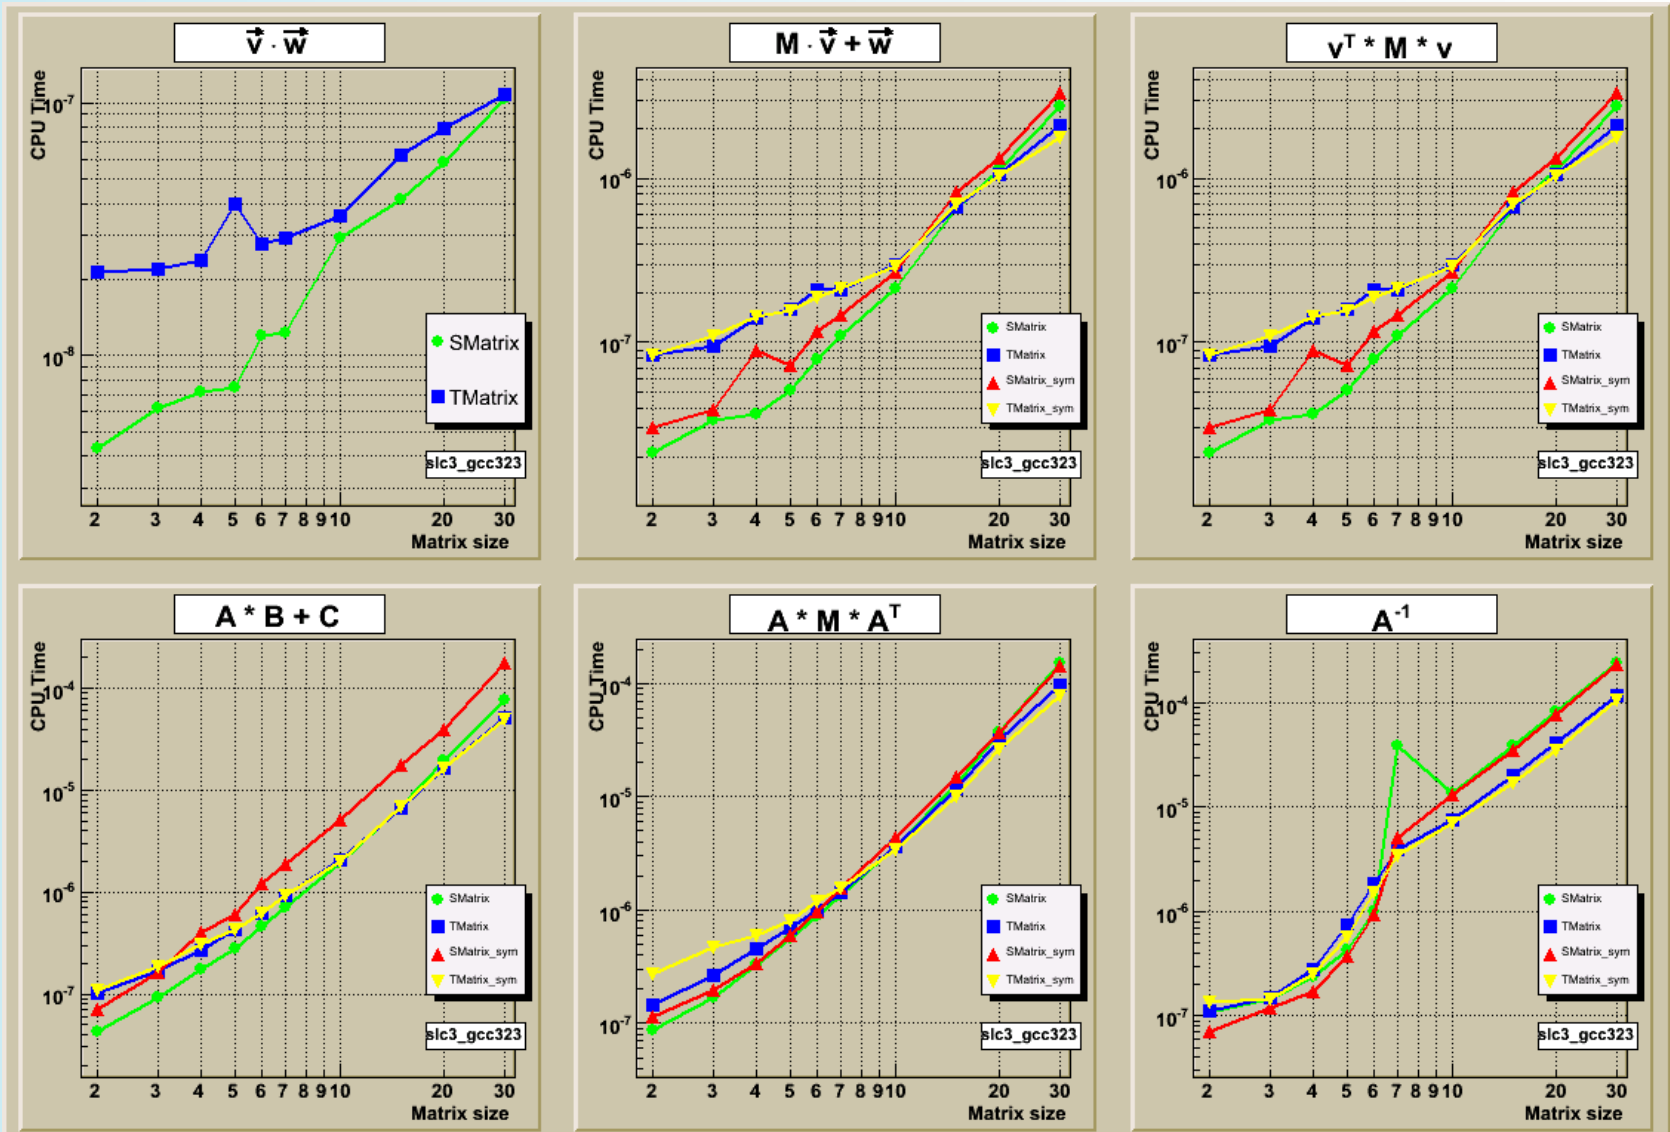 v⃗ · w⃗
CPU Time
10⁻⁷
10⁻⁸
SMatrix
TMatrix
slc3_gcc323
2 3 4 5 6 7 8 9 10 20 30
Matrix size
M · v⃗ + w⃗
CPU Time
10⁻⁶
10⁻⁷
SMatrix
TMatrix
SMatrix_sym
TMatrix_sym
slc3_gcc323
2 3 4 5 6 7 8 9 10 20 30
Matrix size
vᵀ * M * v
CPU Time
10⁻⁶
10⁻⁷
SMatrix
TMatrix
SMatrix_sym
TMatrix_sym
slc3_gcc323
2 3 4 5 6 7 8 9 10 20 30
Matrix size
A * B + C
CPU Time
10⁻⁴
10⁻⁵
10⁻⁶
10⁻⁷
SMatrix
TMatrix
SMatrix_sym
TMatrix_sym
slc3_gcc323
2 3 4 5 6 7 8 9 10 20 30
Matrix size
A * M * Aᵀ
CPU Time
10⁻⁴
10⁻⁵
10⁻⁶
10⁻⁷
SMatrix
TMatrix
SMatrix_sym
TMatrix_sym
slc3_gcc323
2 3 4 5 6 7 8 9 10 20 30
Matrix size
A⁻¹
CPU Time
10⁻⁴
10⁻⁵
10⁻⁶
10⁻⁷
SMatrix
TMatrix
SMatrix_sym
TMatrix_sym
slc3_gcc323
2 3 4 5 6 7 8 9 10 20 30
Matrix size